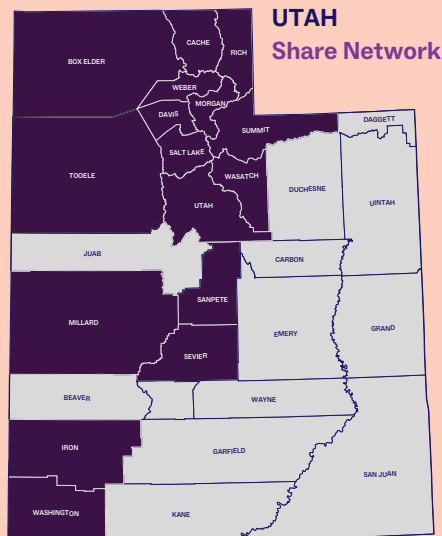 UTAH
Share Network
CACHE
BOX ELDER
RICH
WEBER
MORGAN
DAVIS
DAGGETT
SUMMIT
SALT LAKE
TOOELE
WASATCH
DUCHESNE
UTAH
UINTAH
JUAB
CARBON
SANPETE
MILLARD
EMERY
GRAND
SEVIER
BEAVER
WAYNE
IRON
GARFIELD
SAN JUAN
WASHINGTON
KANE